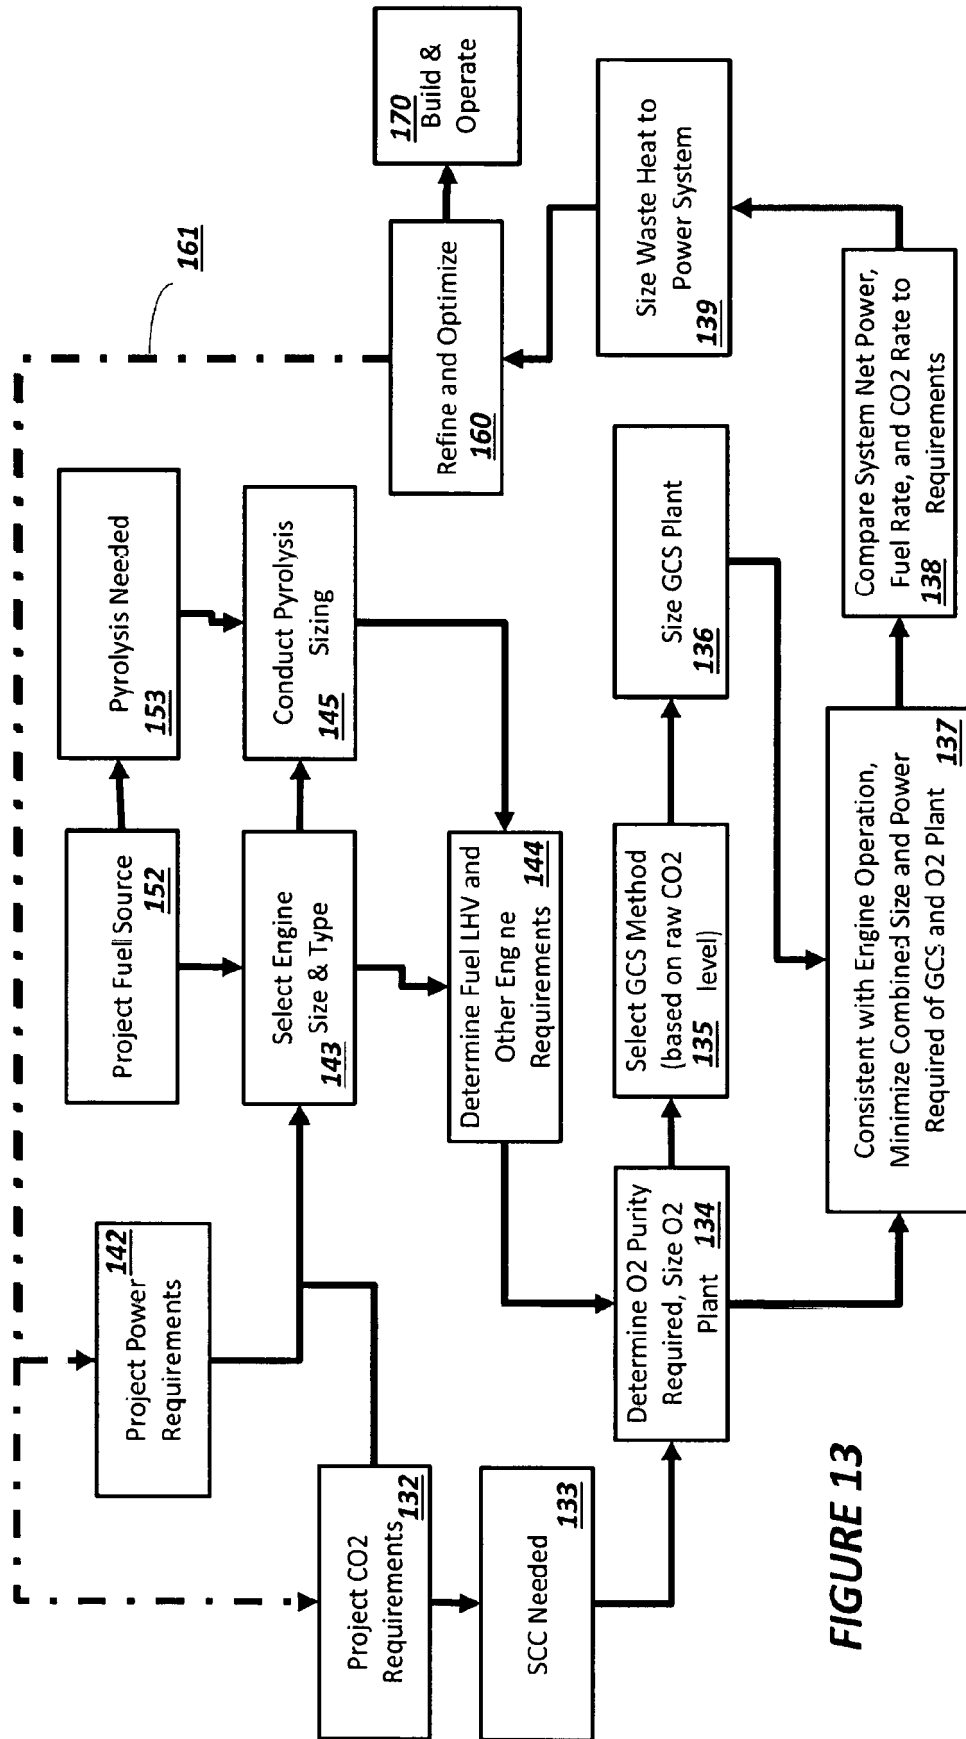 161
Project Power
Requirements
142
Project Fuel Source
152
Pyrolysis Needed
153
170
Build &
Operate
Project CO2
Requirements
132
Select Engine
Size & Type
143
Conduct Pyrolysis
Sizing
145
Refine and Optimize
160
SCC Needed
133
Determine Fuel LHV and
Other Eng ne
Requirements
144
Size Waste Heat to
Power System
139
Determine O2 Purity
Required, Size O2
Plant
134
Select GCS Method
(based on raw CO2
level)
135
Size GCS Plant
136
Consistent with Engine Operation,
Minimize Combined Size and Power
Required of GCS and O2 Plant
137
Compare System Net Power,
Fuel Rate, and CO2 Rate to
Requirements
138
FIGURE 13